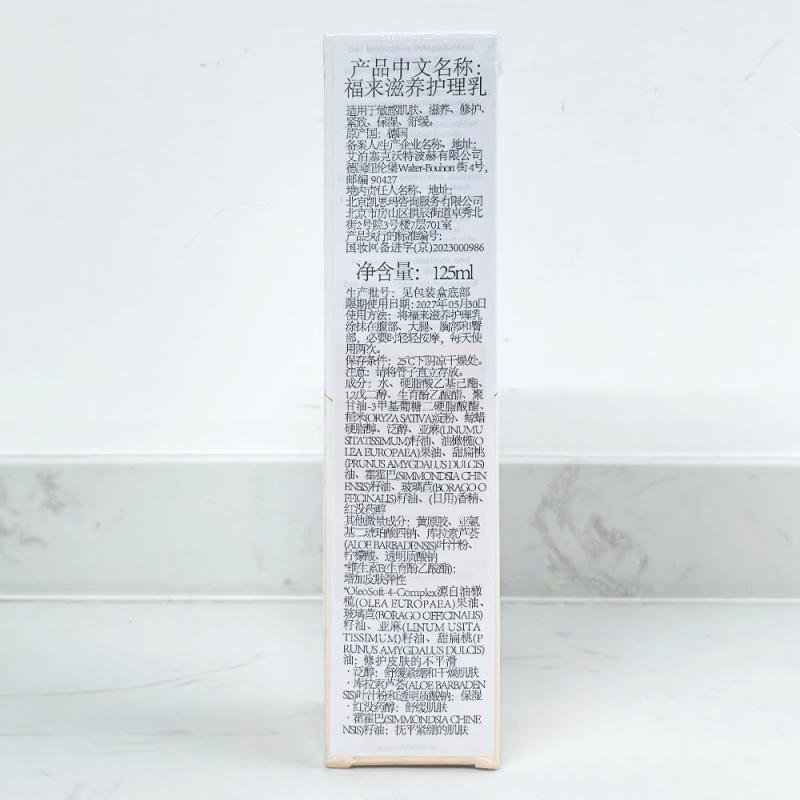 产品中文名称：
福来滋养护理乳
适用于敏感肌肤、滋养、修护、
紧致、保湿、舒缓。
原产国：德国
备案人/生产企业名称、地址：
艾泊塞克沃特波赫有限公司
德国纽伦堡Walter-Bouhon 街 4号，
邮编 90427
境内责任人名称、地址：
北京凯思玛咨询服务有限公司
北京市房山区拱辰街道卓秀北
街2号院3号楼7层701室
产品执行的标准编号：
国妆网备进字(京)2023000986
净含量： 125ml
生产批号：见包装盒底部
限期使用日期：2027年05月30日
使用方法：将福来滋养护理乳
涂抹在腹部、大腿、胸部和臀
部，必要时轻轻按摩，每天使
用两次。
保存条件：25℃下阴凉干燥处。
注意：请将管子直立存放。
成分：水、硬脂酸乙基己酯、
1,2戊二醇、生育酚乙酸酯、聚
甘油-3甲基葡糖二硬脂酸酯、
稻米(ORYZA SATIVA)淀粉、鲸蜡
硬脂醇、泛醇、亚麻(LINUMU
SITATISSIMUM)籽油、油橄榄(O
LEA EUROPAEA)果油、甜扁桃
(PRUNUS AMYGDALUS DULCIS)
油、霍霍巴(SIMMONDSIA CHIN
ENSIS)籽油、玻璃苣(BORAGO O
FFICINALIS)籽油、(日用)香精、
红没药醇
其他微量成分：黄原胶、亚氨
基二琥珀酸四钠、库拉索芦荟
(ALOE BARBADENSIS)叶汁粉、
柠檬酸、透明质酸钠
*维生素E(生育酚乙酸酯)：
增加皮肤弹性
*OleoSoft-4-Complex源自油橄
榄(OLEA EUROPAEA)果油、
玻璃苣(BORAGO OFFICINALIS)
籽油、亚麻(LINUM USITA
TISSIMUM)籽油、甜扁桃(P
RUNUS AMYGDALUS DULCIS)
油：修护皮肤的不平滑
·泛醇：舒缓紧绷和干燥肌肤
·库拉索芦荟(ALOE BARBADEN
SIS)叶汁粉和透明质酸钠：保湿
·红没药醇：舒缓肌肤
·霍霍巴(SIMMONDSIA CHINE
NSIS)籽油：抚平紧绷的肌肤